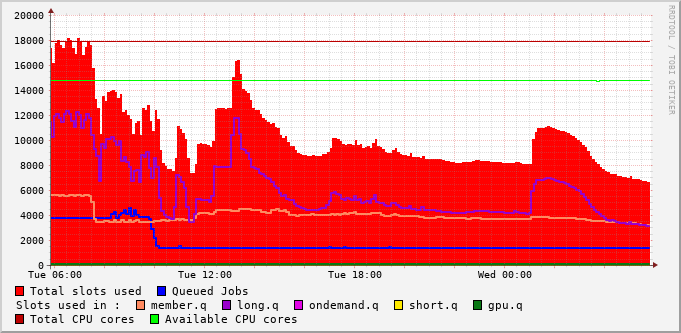 20000
18000
16000
14000
12000
10000
8000
6000
4000
2000
0
Tue 06:00 Tue 12:00 Tue 18:00 Wed 00:00
Total slots used Queued Jobs
Slots used in : member.q long.q ondemand.q short.q gpu.q
Total CPU cores Available CPU cores
RRDTOOL / TOBI OETIKER